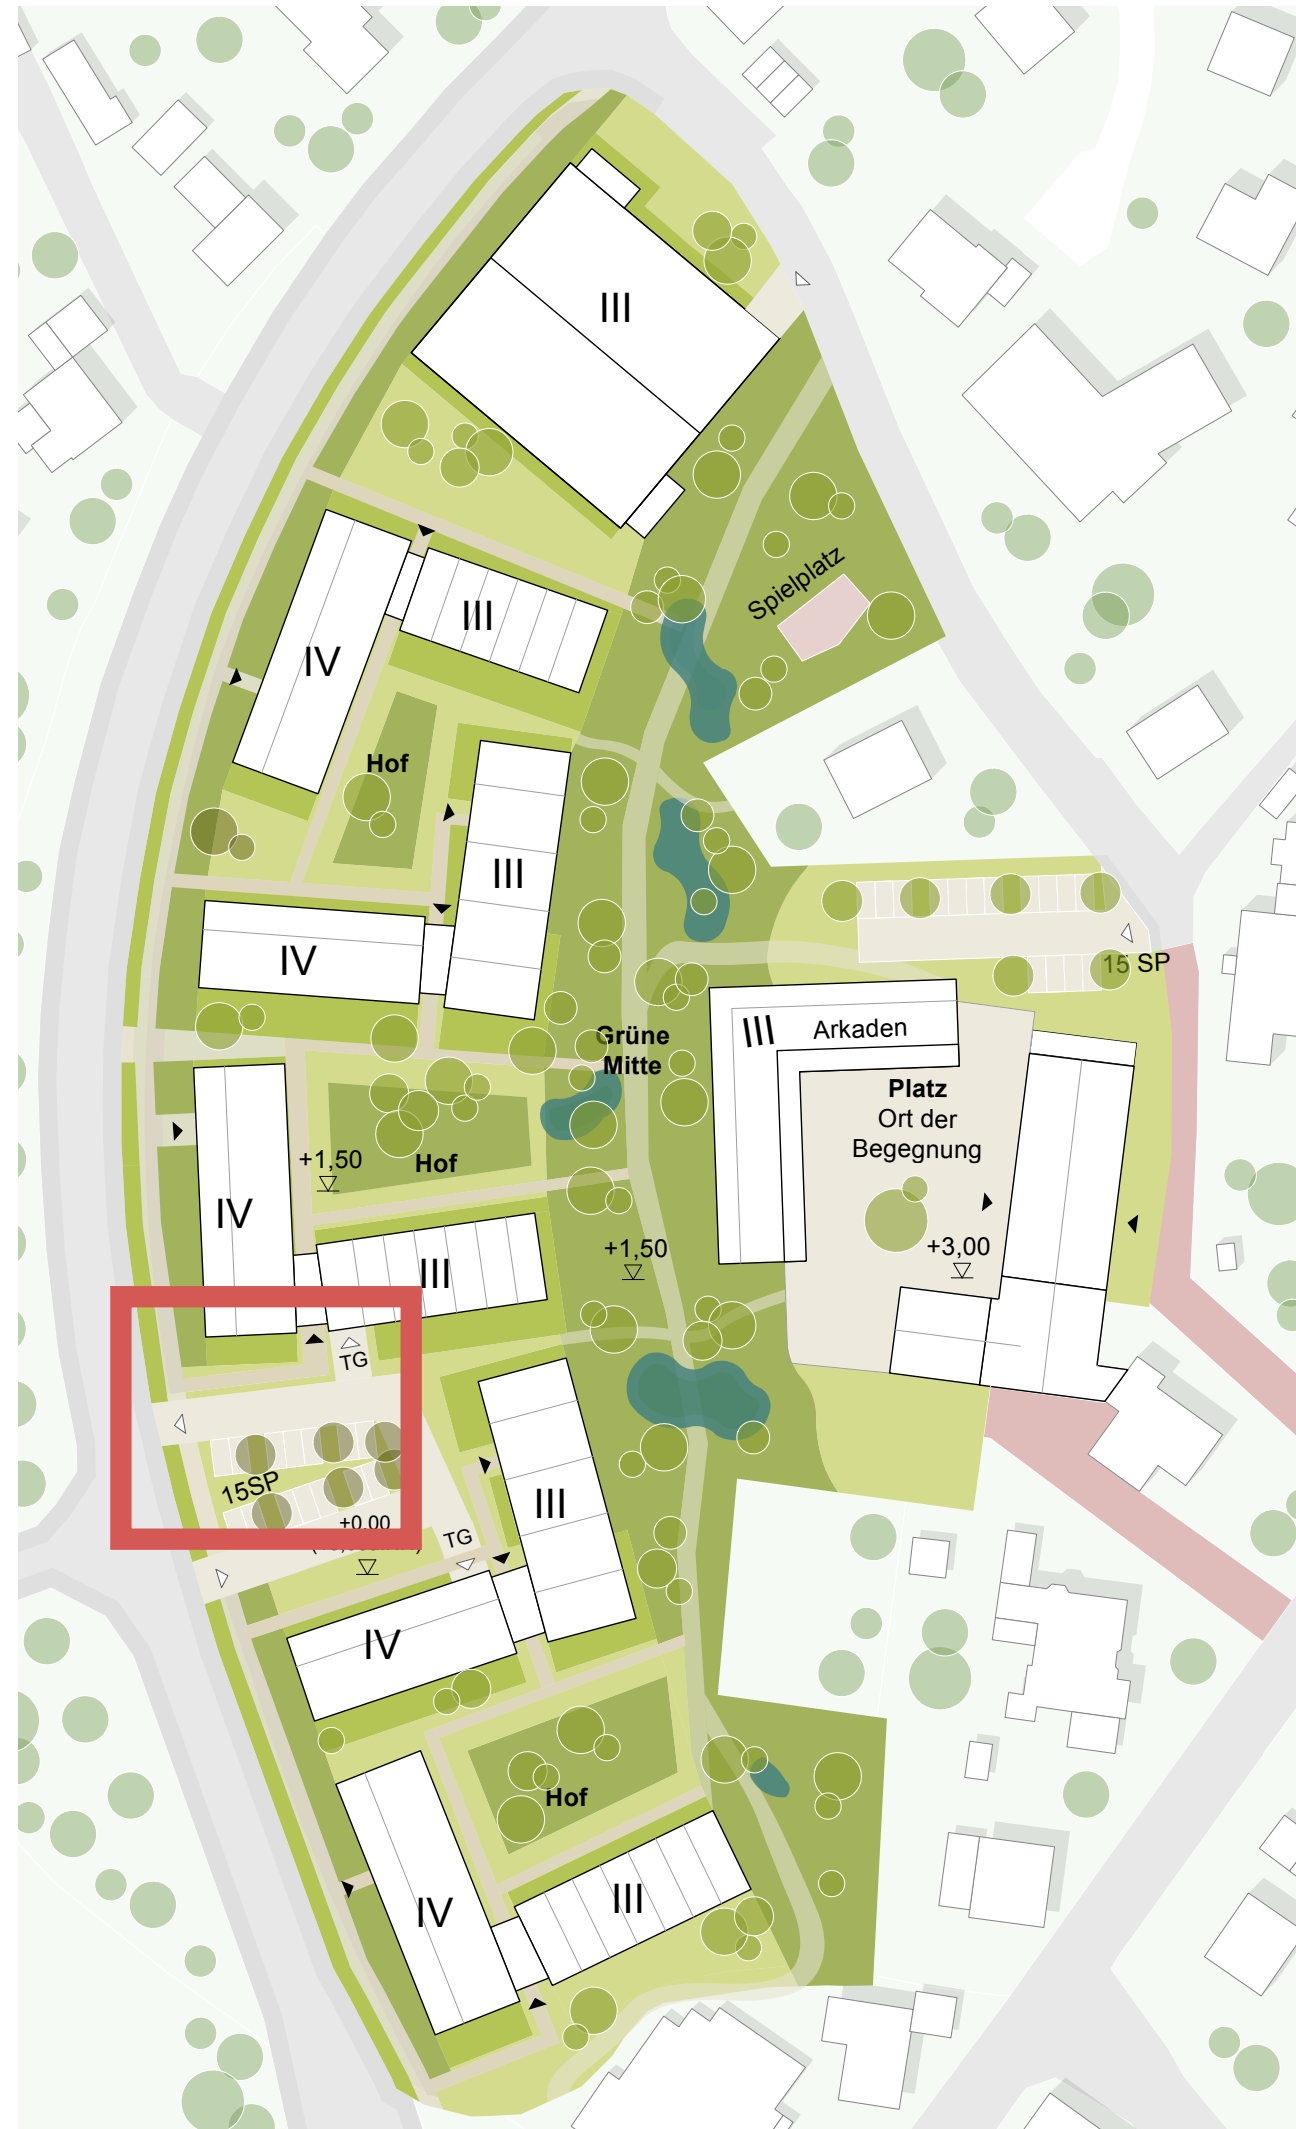 III
III
IV
Spielplatz
Hof
III
IV
15 SP
Grüne
Mitte
III
Arkaden
Platz
Ort der
Begegnung
+1,50
Hof
IV
+1,50
+3,00
III
TG
15SP
+0.00
TG
III
IV
Hof
IV
III